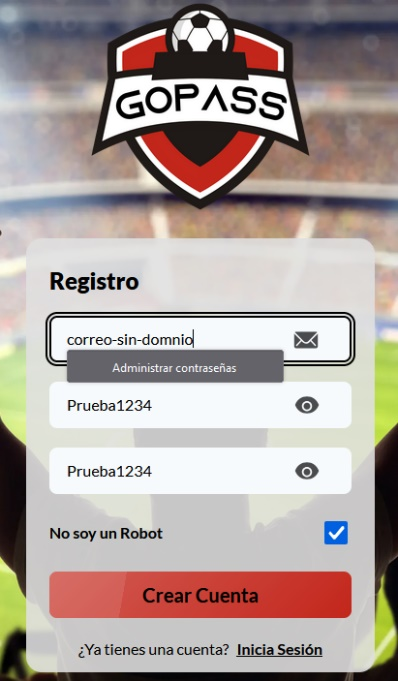 GOPASS
Registro
correo-sin-domnio
Administrar contraseñas
Prueba1234
Prueba1234
No soy un Robot
Crear Cuenta
¿Ya tienes una cuenta? Inicia Sesión